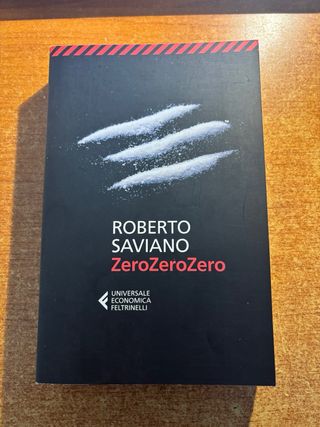 ROBERTO
SAVIANO
ZeroZeroZero
UNIVERSALE
ECONOMICA
FELTRINELLI